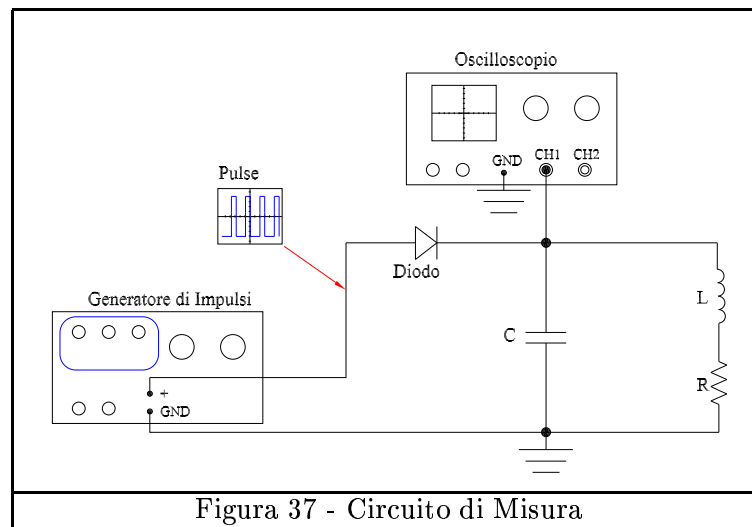 Oscilloscopio
GND
CH1
CH2
Pulse
Diodo
Generatore di Impulsi
+
GND
C
L
R
Figura 37 - Circuito di Misura